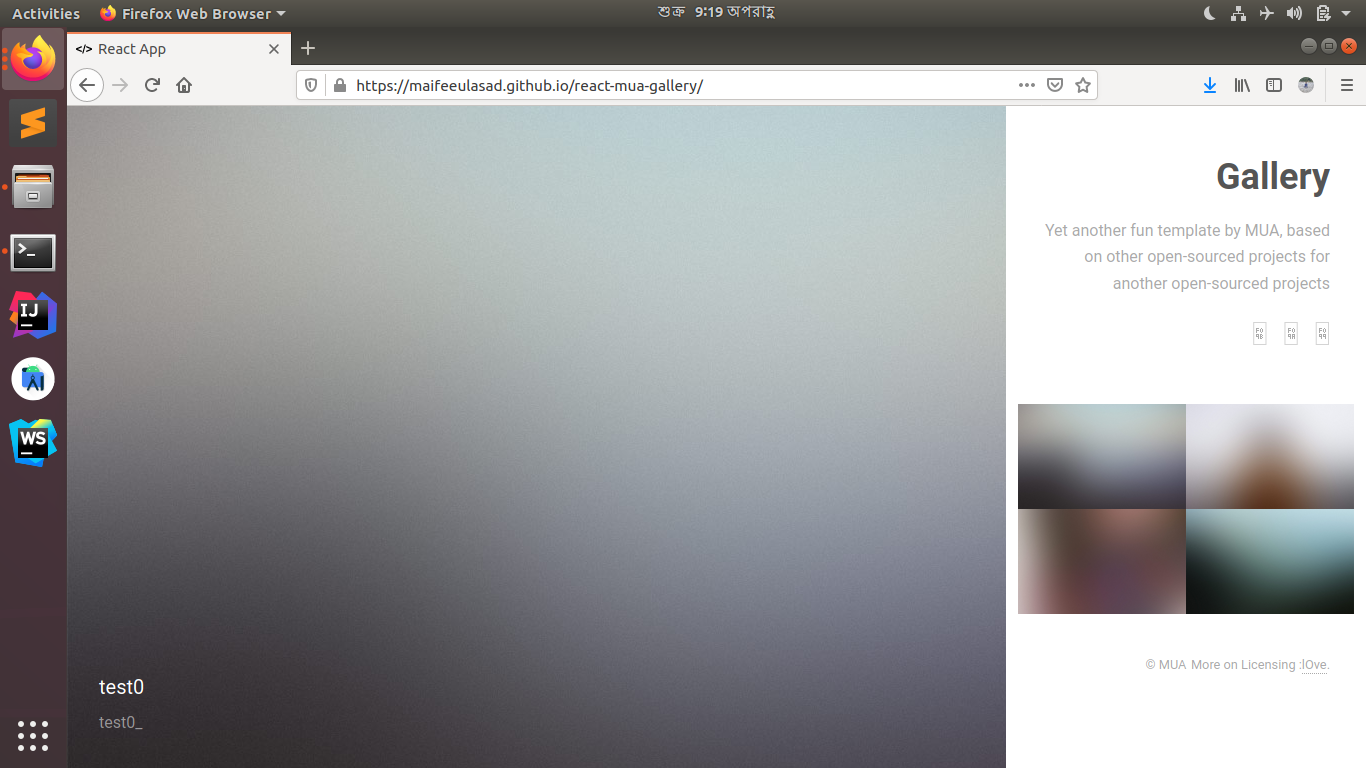 Activities
Firefox Web Browser
শুক্র 9:19 অপরাহ্ণ
</> React App
https://maifeeulasad.github.io/react-mua-gallery/
IJ
WS
Gallery
Yet another fun template by MUA, based
on other open-sourced projects for
another open-sourced projects
test0
test0_
© MUA More on Licensing :lOve.